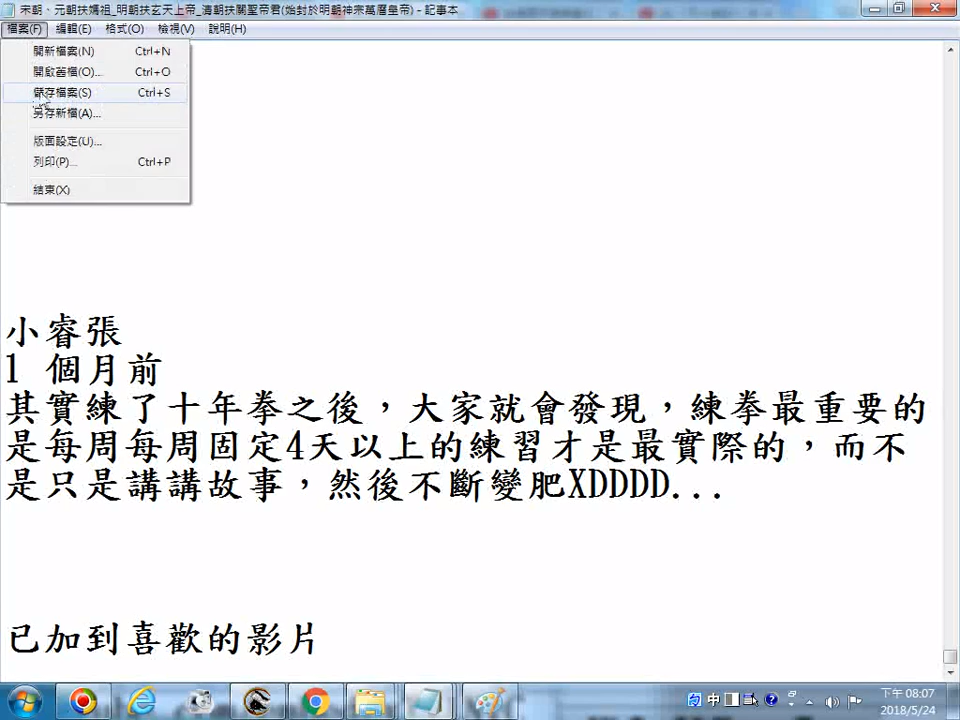 宋朝、元朝扶媽祖_明朝扶玄天上帝_清朝扶關聖帝君(始封於明朝神宗萬曆皇帝) - 記事本
檔案(F) 編輯(E) 格式(O) 檢視(V) 說明(H)
開新檔案(N) Ctrl+N
開啟舊檔(O)... Ctrl+O
儲存檔案(S) Ctrl+S
另存新檔(A)...
版面設定(U)...
列印(P)... Ctrl+P
結束(X)
小睿張
1 個月前
其實練了十年拳之後，大家就會發現，練拳最重要的
是每周每周固定4天以上的練習才是最實際的，而不
是只是講講故事，然後不斷變肥XDDDD...
已加到喜歡的影片
中
下午 08:07
2018/5/24